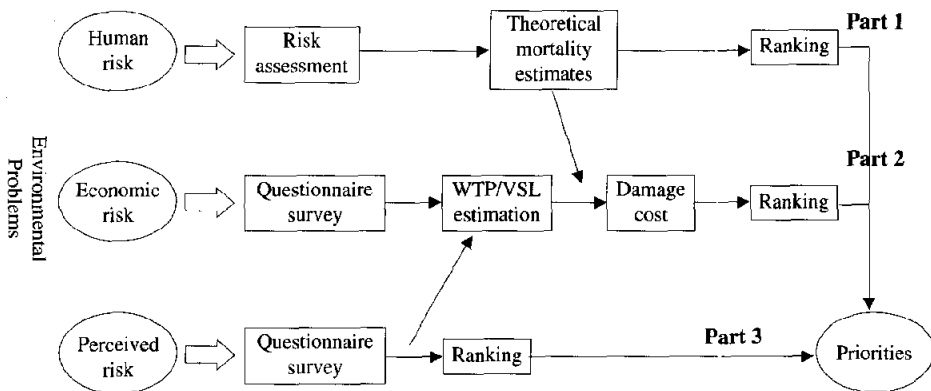 Human
risk
Risk
assessment
Theoretical
mortality
estimates
Part 1
Ranking
Environmental
Problems
Economic
risk
Questionnaire
survey
WTP/VSL
estimation
Damage
cost
Part 2
Ranking
Perceived
risk
Questionnaire
survey
Ranking
Part 3
Priorities